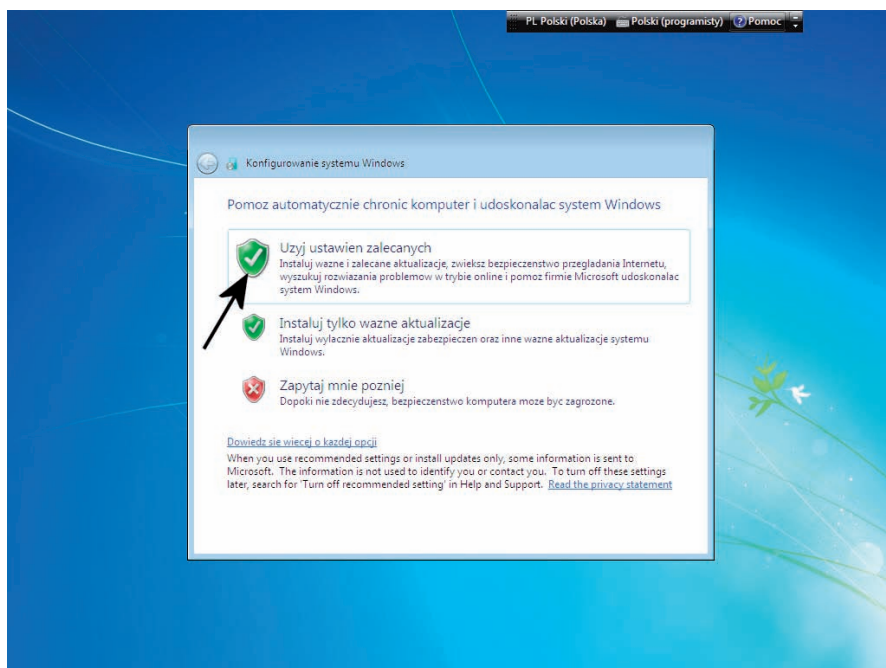 PL Polski (Polska) Polski (programisty) Pomoc
Konfigurowanie systemu Windows
Pomoz automatycznie chronic komputer i udoskonalac system Windows
Uzyj ustawien zalecanych
Instaluj wazne i zalecane aktualizacje, zwieksz bezpieczenstwo przegladania Internetu,
wyszukuj rozwiazania problemow w trybie online i pomoz firmie Microsoft udoskonalac
system Windows.
Instaluj tylko wazne aktualizacje
Instaluj wylacznie aktualizacje zabezpieczen oraz inne wazne aktualizacje systemu
Windows.
Zapytaj mnie pozniej
Dopoki nie zdecydujesz, bezpieczenstwo komputera moze byc zagrozone.
Dowiedz sie wiecej o kazdej opcji
When you use recommended settings or install updates only, some information is sent to
Microsoft. The information is not used to identify you or contact you. To turn off these settings
later, search for 'Turn off recommended setting' in Help and Support. Read the privacy statement